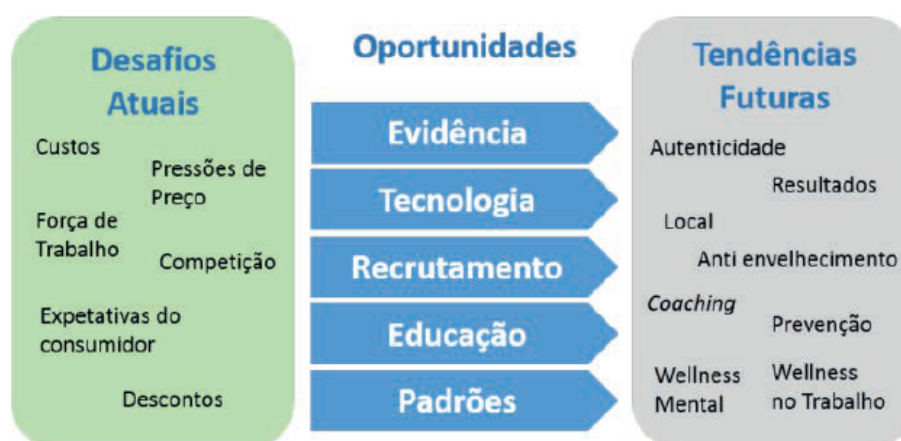 Desafios
Atuais
Custos
Pressões de
Preço
Força de
Trabalho
Competição
Expetativas do
consumidor
Descontos
Oportunidades
Evidência
Tecnologia
Recrutamento
Educação
Padrões
Tendências
Futuras
Autenticidade
Resultados
Local
Anti envelhecimento
Coaching
Prevenção
Wellness
Mental
Wellness
no Trabalho